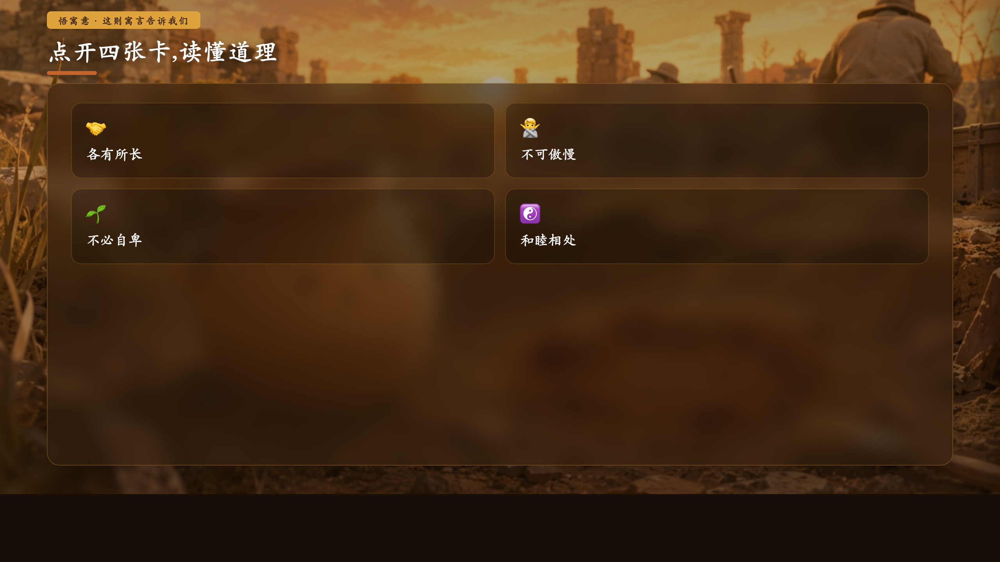 悟寓意 · 这则寓言告诉我们
点开四张卡,读懂道理
各有所长
不可傲慢
不必自卑
和睦相处